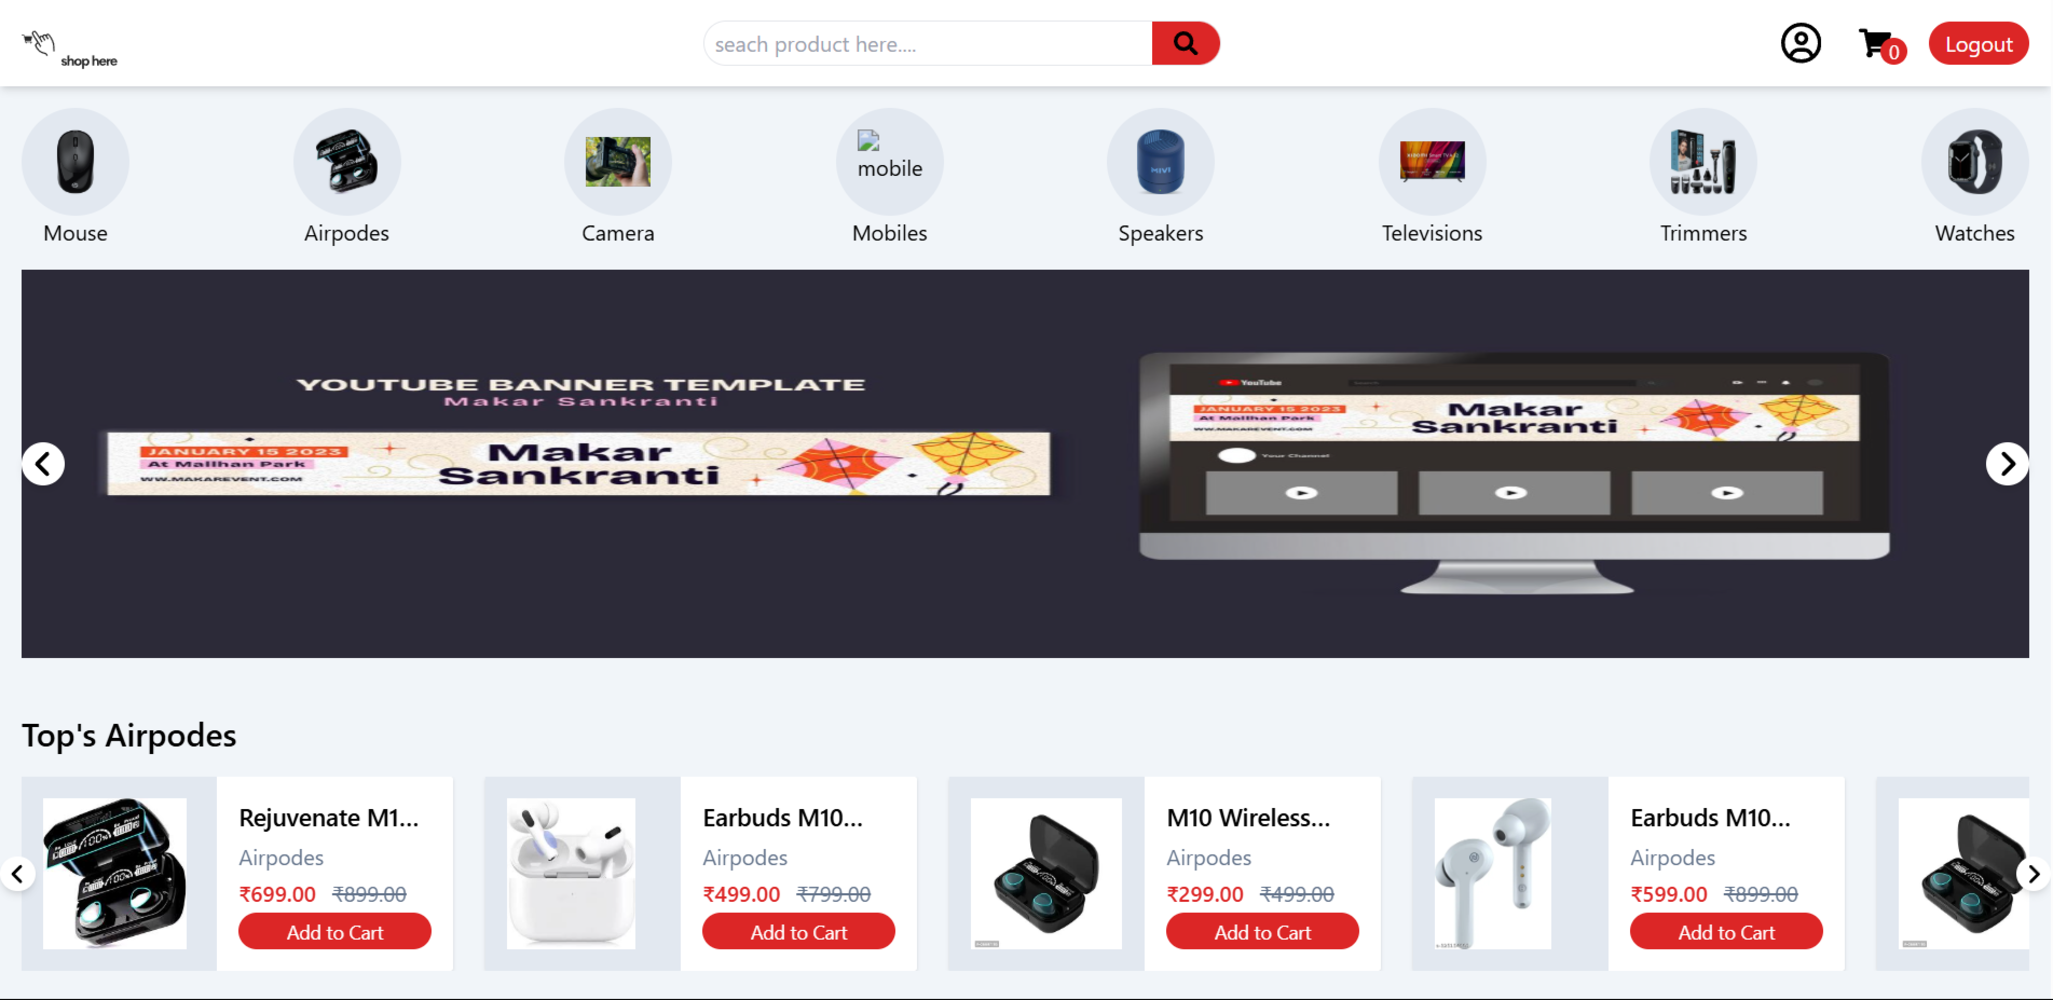 shop here
seach product here....
0
Logout
mobile
MIVI
Mouse
Airpodes
Camera
Mobiles
Speakers
Televisions
Trimmers
Watches
YOUTUBE BANNER TEMPLATE
Makar Sankranti
JANUARY 15 2023
At Mallhan Park
WW.MAKAREVENT.COM
Makar
Sankranti
YouTube
Search
JANUARY 15 2023
At Mallhan Park
WWW.MAKAREVENT.COM
Makar
Sankranti
Your Channel
Top's Airpodes
Rejuvenate M1...
Airpodes
₹699.00 ₹899.00
Add to Cart
Earbuds M10...
Airpodes
₹499.00 ₹799.00
Add to Cart
M10 Wireless...
Airpodes
₹299.00 ₹499.00
Add to Cart
Earbuds M10...
Airpodes
₹599.00 ₹899.00
Add to Cart